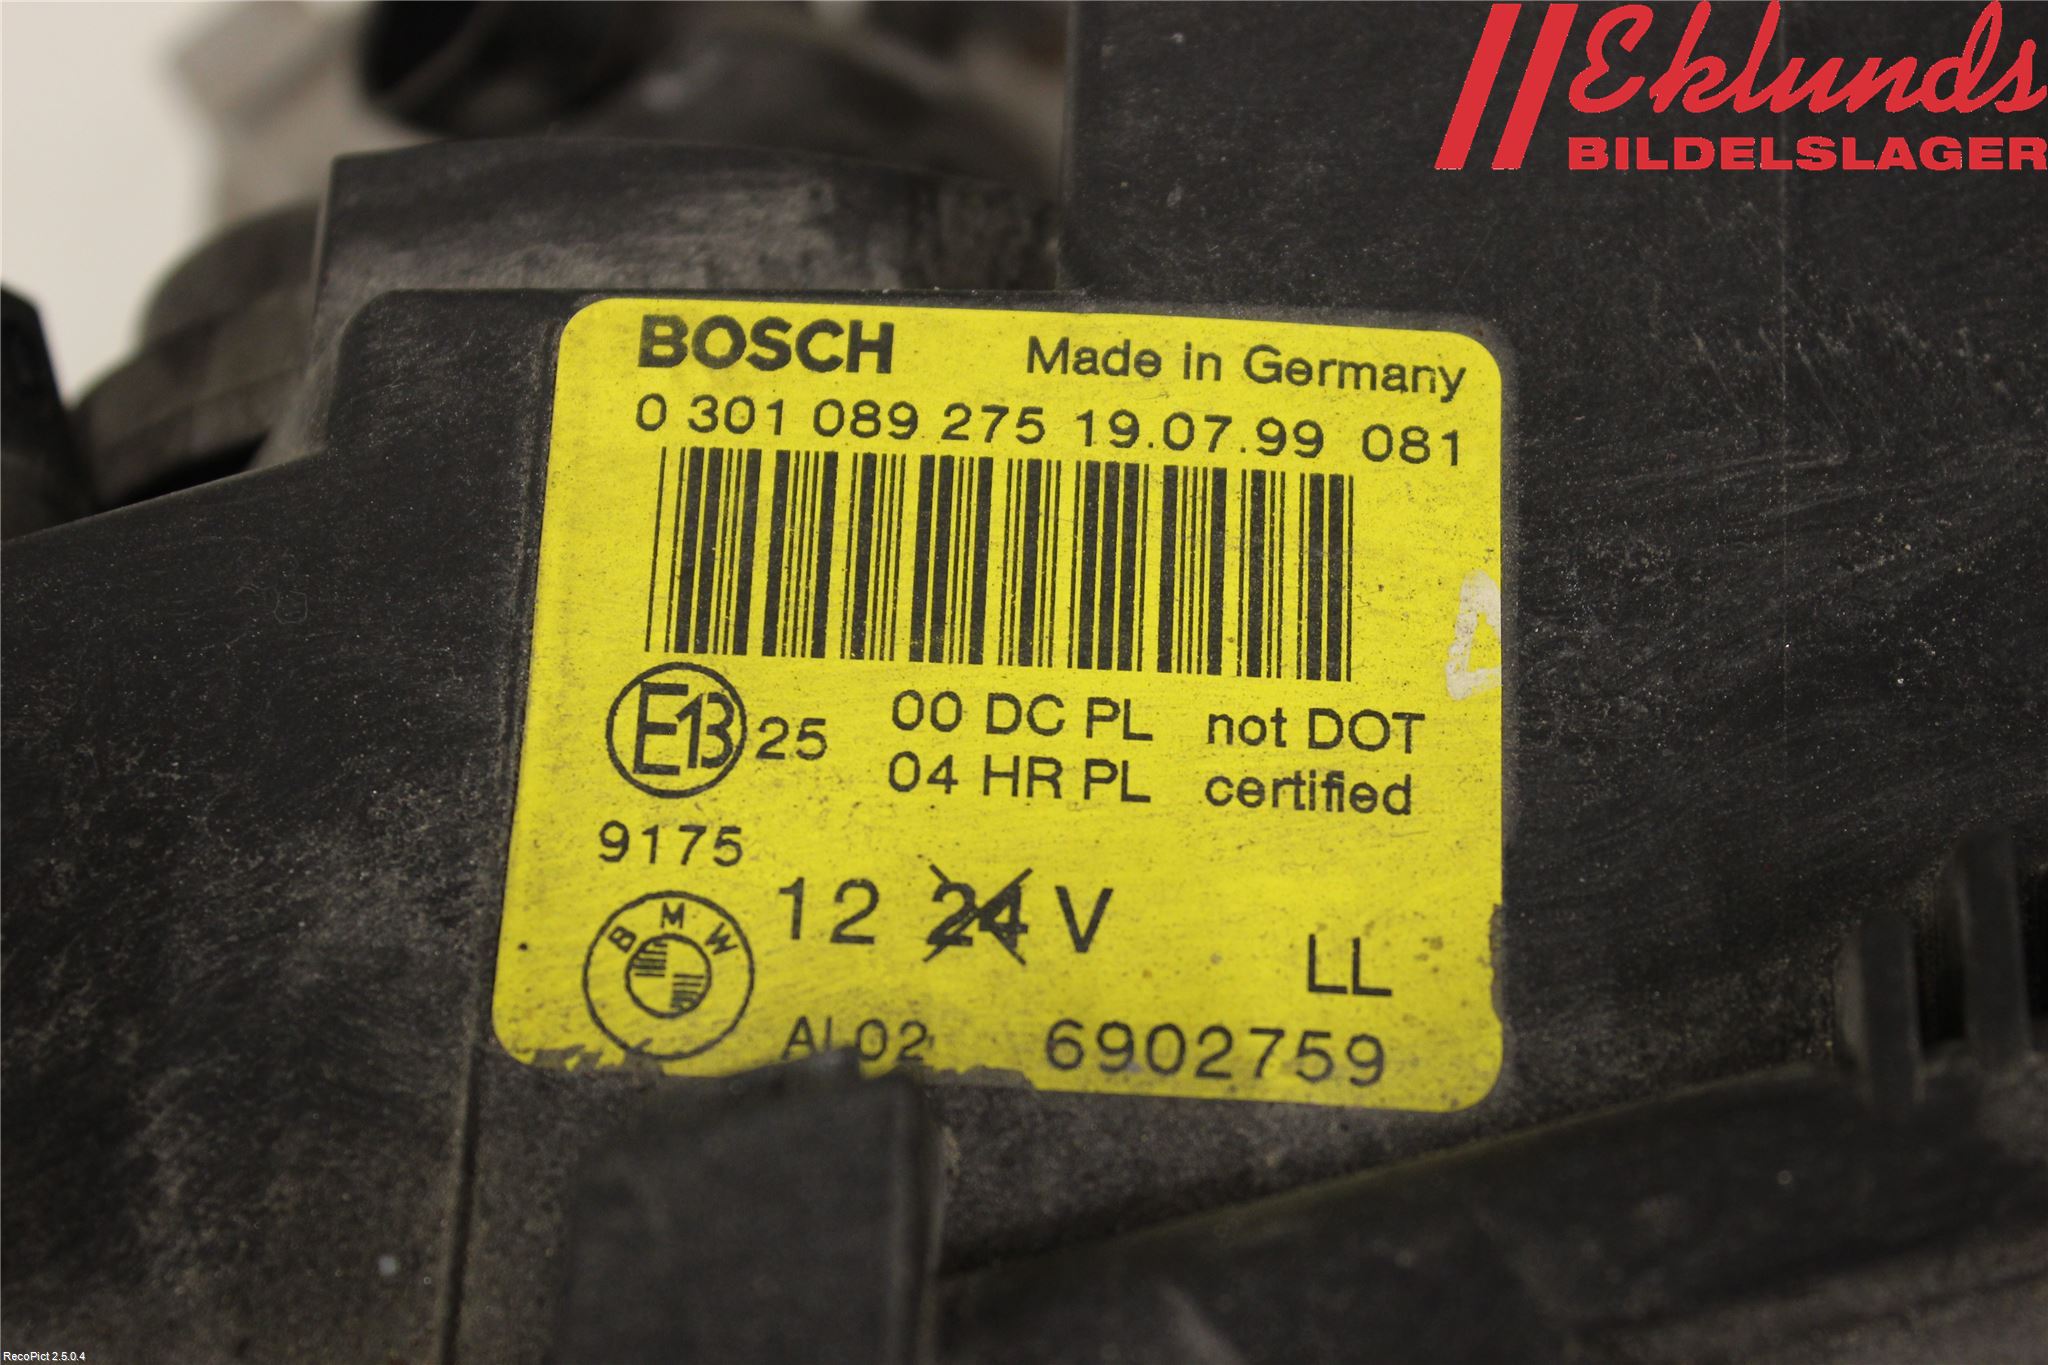 Eklunds
BILDELSLAGER
BOSCH Made in Germany
0 301 089 275 19.07.99 081
E13 25 00 DC PL not DOT
04 HR PL certified
9175
12 24 V
BMW
LL
AL02 6902759
RecoPict 2.5.0.4